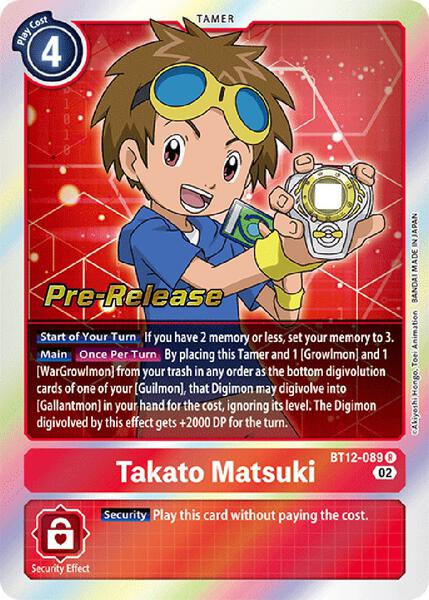 TAMER
Play Cost
4
Pre-Release
Start of Your Turn If you have 2 memory or less, set your memory to 3.
Main Once Per Turn By placing this Tamer and 1 [Growlmon] and 1
[WarGrowlmon] from your trash in any order as the bottom digivolution
cards of one of your [Guilmon], that Digimon may digivolve into
[Gallantmon] in your hand for the cost, ignoring its level. The Digimon
digivolved by this effect gets +2000 DP for the turn.
©Akiyoshi Hongo, Toei Animation BANDAI MADE IN JAPAN
BT12-089 R
Takato Matsuki
02
Security Play this card without paying the cost.
Security Effect